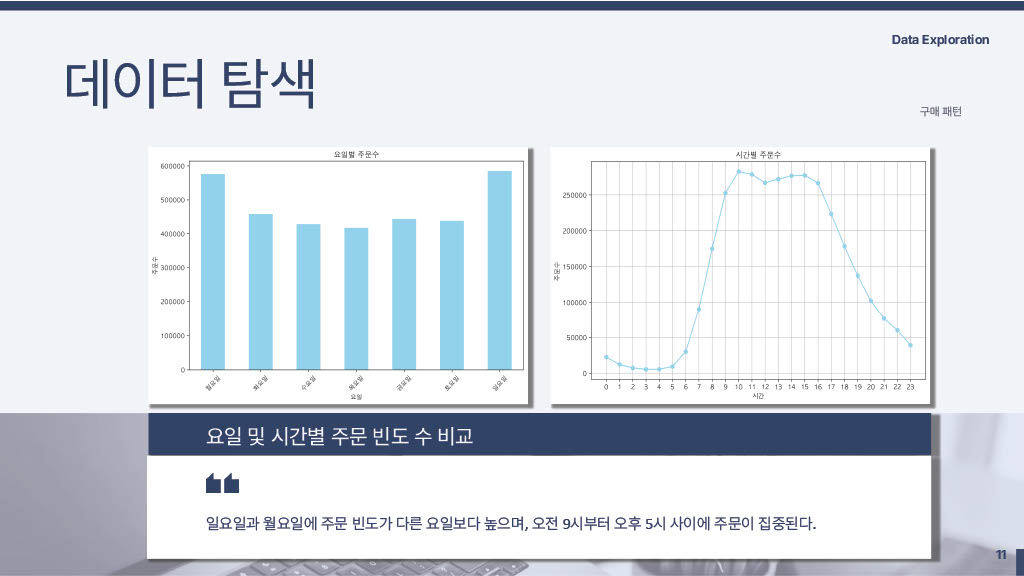 Data Exploration
데이터 탐색
구매 패턴
요일별 주문수
600000
500000
400000
300000
200000
100000
0
주문수
월요일 화요일 수요일 목요일 금요일 토요일 일요일
요일
시간별 주문수
250000
200000
150000
100000
50000
0
주문수
0 1 2 3 4 5 6 7 8 9 10 11 12 13 14 15 16 17 18 19 20 21 22 23
시간
요일 및 시간별 주문 빈도 수 비교
일요일과 월요일에 주문 빈도가 다른 요일보다 높으며, 오전 9시부터 오후 5시 사이에 주문이 집중된다.
11